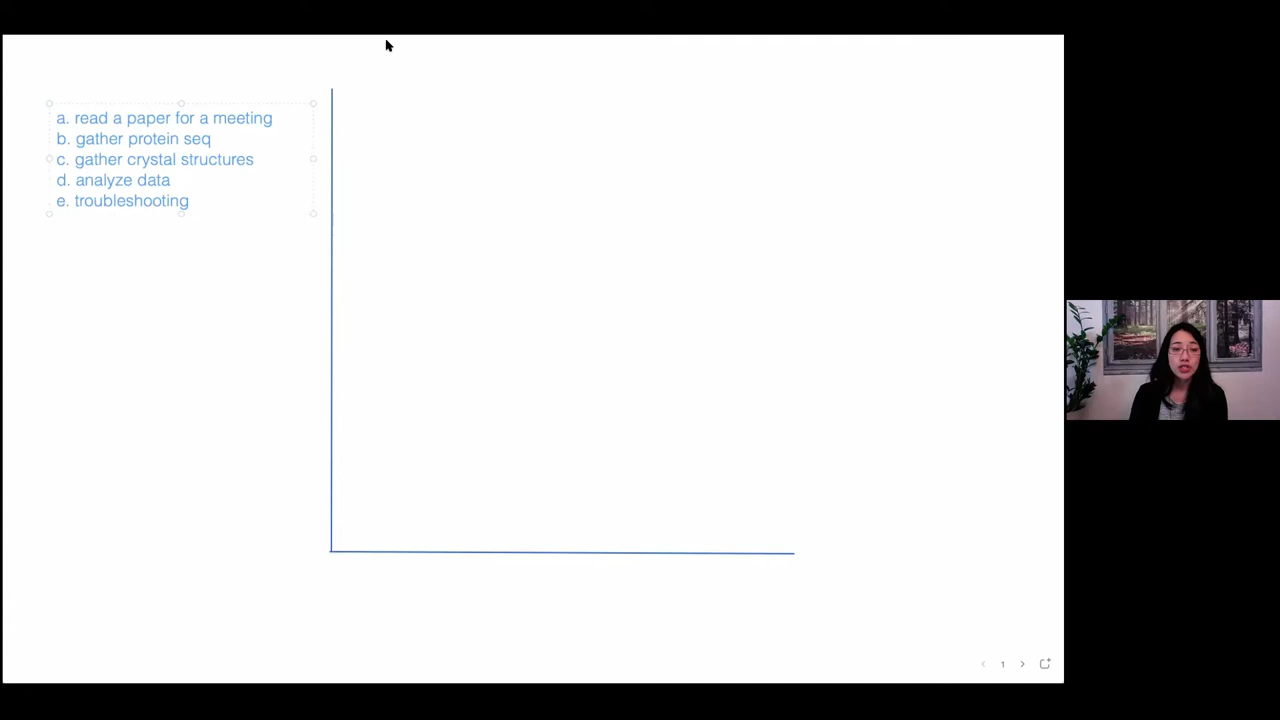 a. read a paper for a meeting
b. gather protein seq
c. gather crystal structures
d. analyze data
e. troubleshooting
1